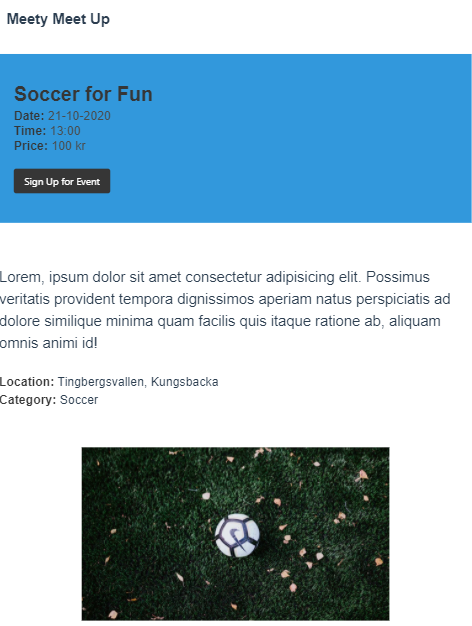 Meety Meet Up
Soccer for Fun
Date: 21-10-2020
Time: 13:00
Price: 100 kr
Sign Up for Event
Lorem, ipsum dolor sit amet consectetur adipisicing elit. Possimus
veritatis provident tempora dignissimos aperiam natus perspiciatis ad
dolore similique minima quam facilis quis itaque ratione ab, aliquam
omnis animi id!
Location: Tingbergsvallen, Kungsbacka
Category: Soccer